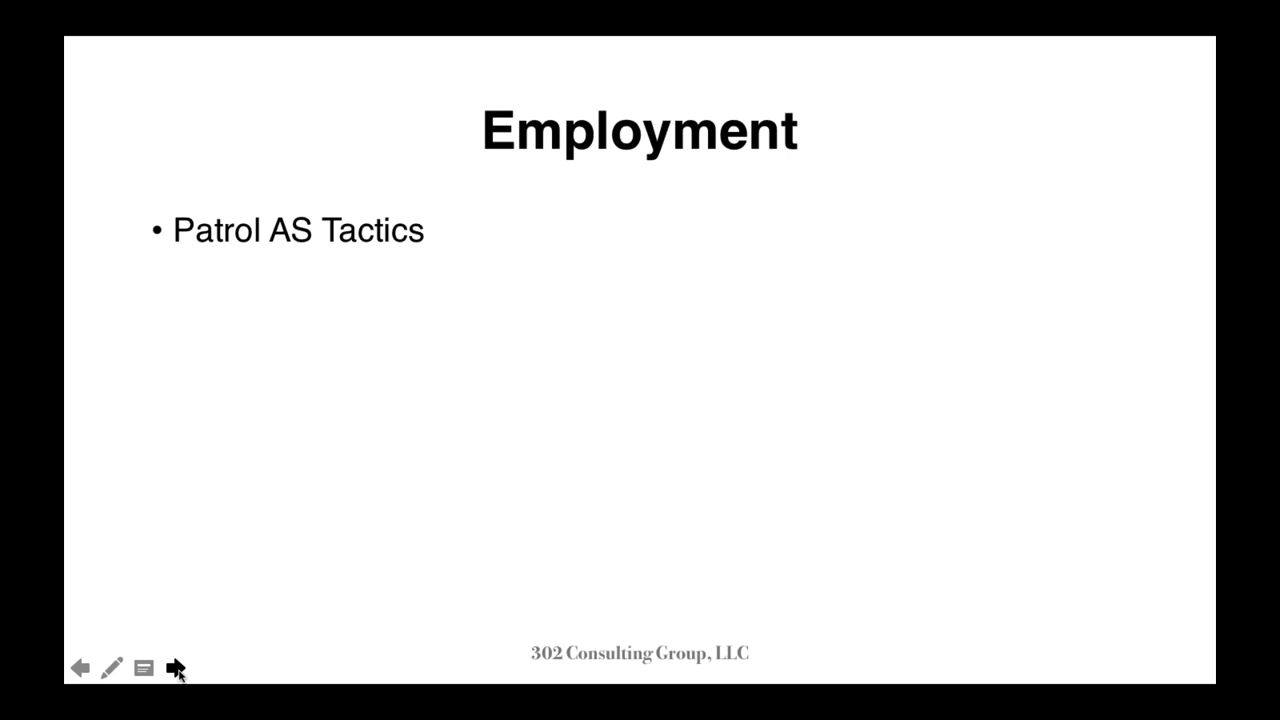 Employment
• Patrol AS Tactics
302 Consulting Group, LLC